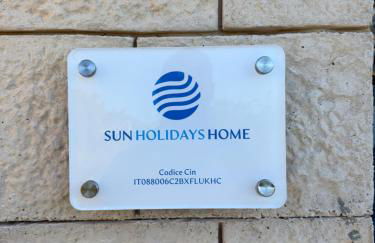 SUN HOLIDAYS HOME
Codice Cin
IT088006C2BXFLUKHC